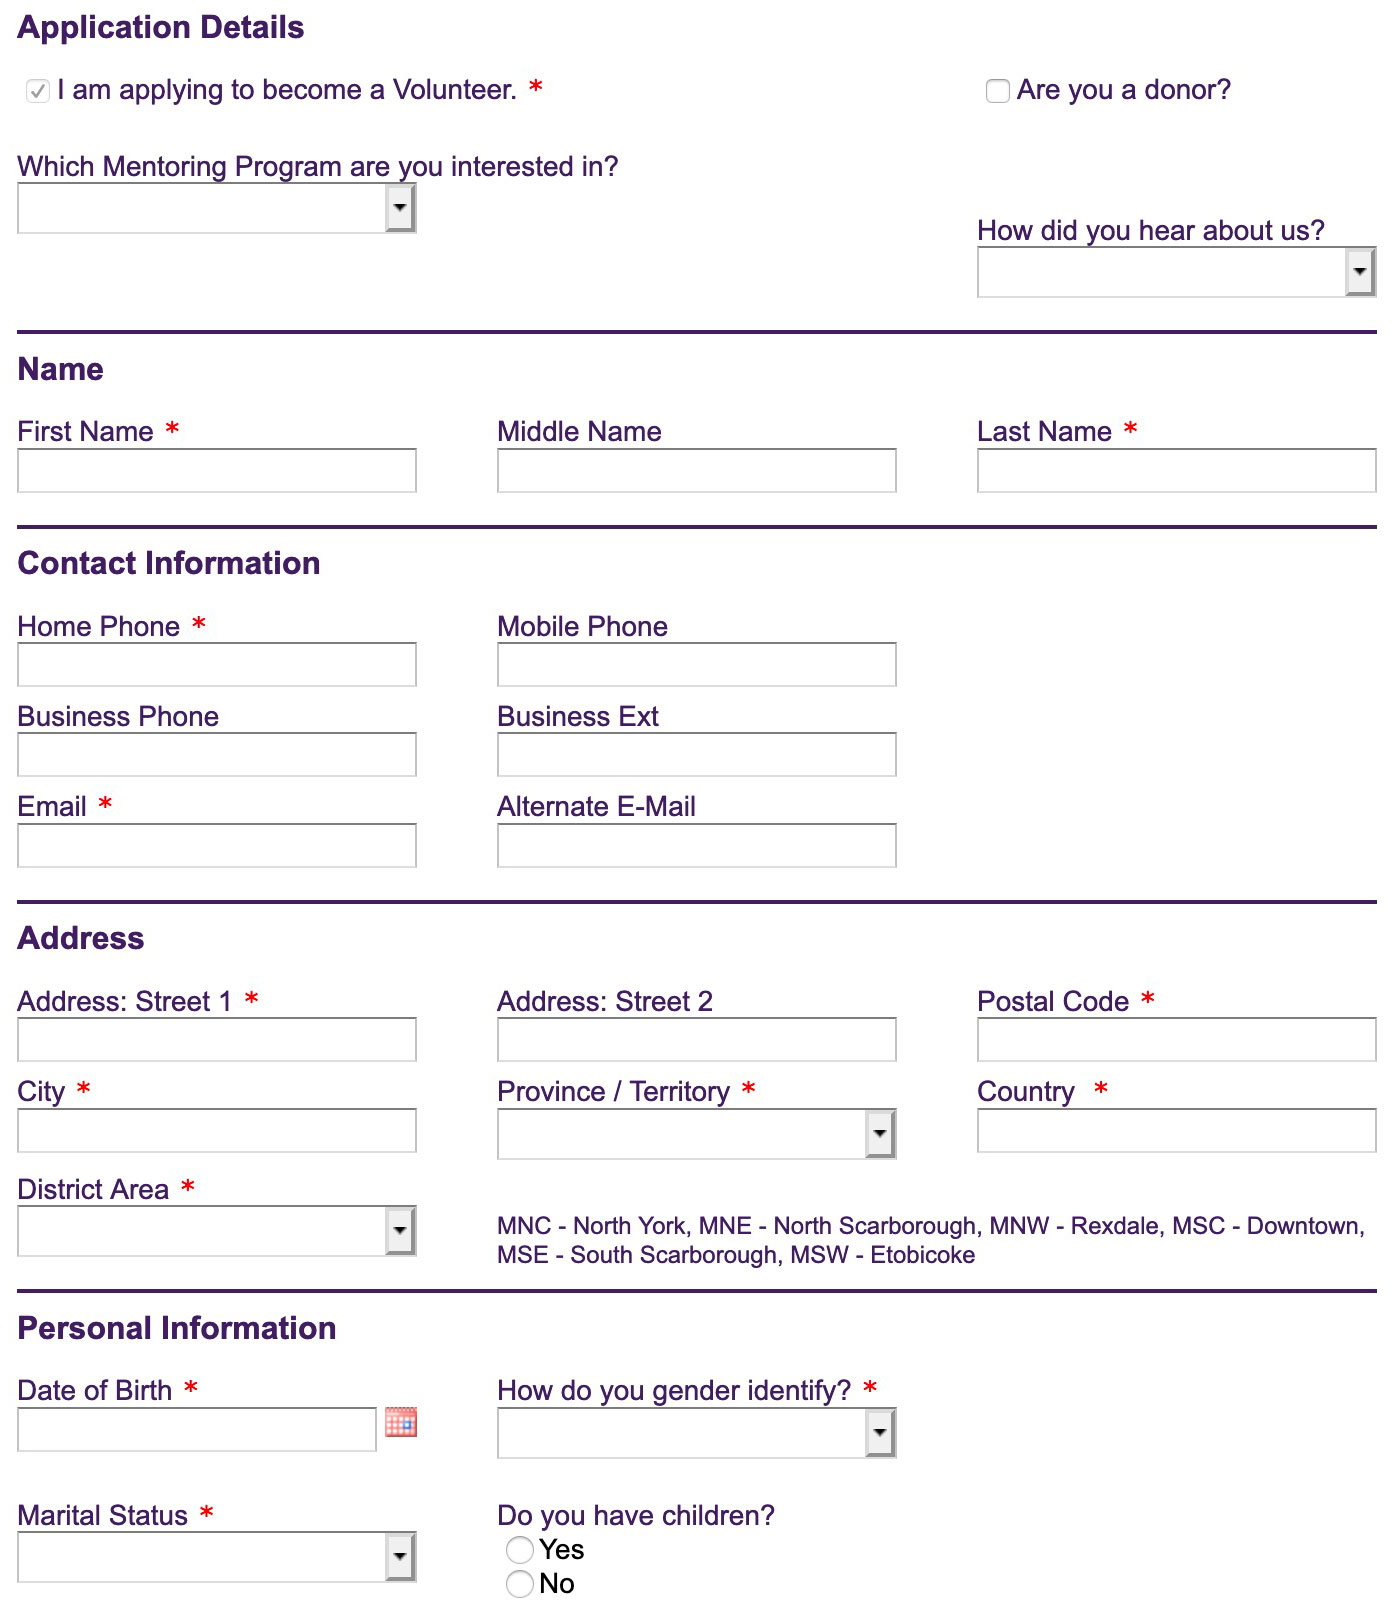 Application Details
I am applying to become a Volunteer. *
Are you a donor?
Which Mentoring Program are you interested in?
How did you hear about us?
Name
First Name *
Middle Name
Last Name *
Contact Information
Home Phone *
Mobile Phone
Business Phone
Business Ext
Email *
Alternate E-Mail
Address
Address: Street 1 *
Address: Street 2
Postal Code *
City *
Province / Territory *
Country *
District Area *
MNC - North York, MNE - North Scarborough, MNW - Rexdale, MSC - Downtown,
MSE - South Scarborough, MSW - Etobicoke
Personal Information
Date of Birth *
How do you gender identify? *
Marital Status *
Do you have children?
Yes
No